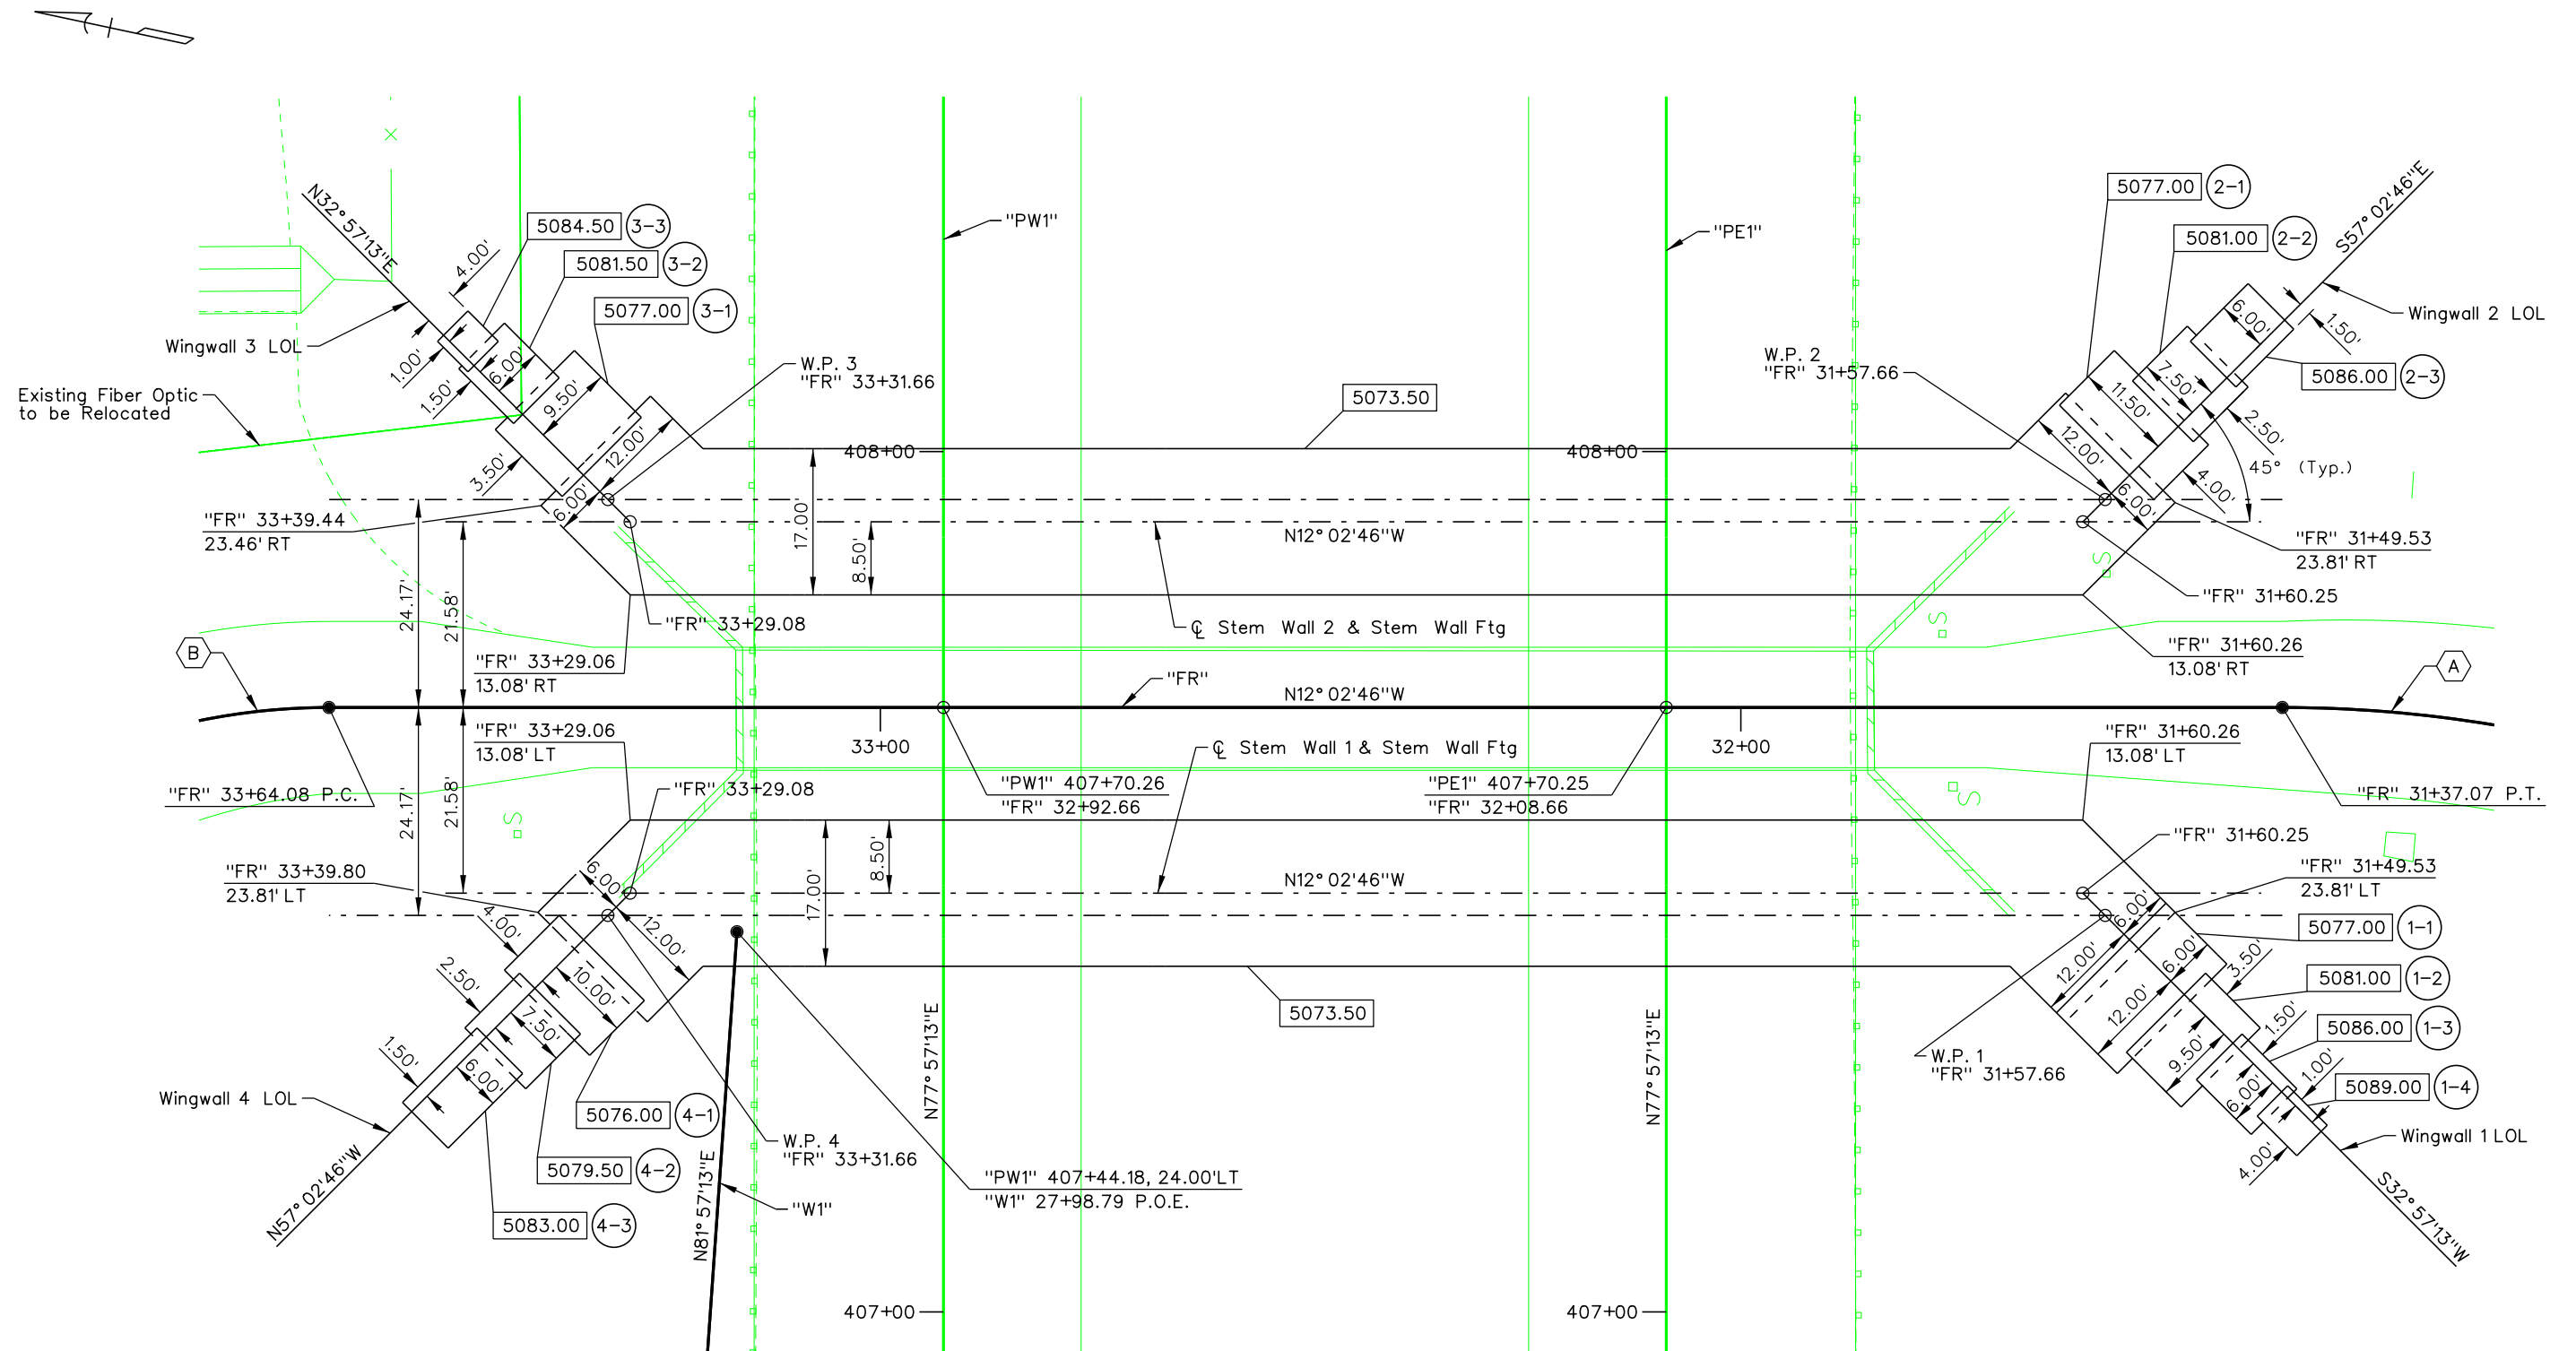 5077.00 2-1
5084.50 3-3
"PW1"
"PE1"
5081.00 2-2
N32°57'13"E
S57°02'46"E
5081.50 3-2
4.00'
5077.00 3-1
6.00'
1.50'
Wingwall 2 LOL
Wingwall 3 LOL
1.00'
6.00'
W.P. 3
"FR" 33+31.66
W.P. 2
"FR" 31+57.66
5086.00 2-3
7.50'
Existing Fiber Optic
to be Relocated
1.50'
9.50'
5073.50
11.50'
2.50'
12.00'
408+00
408+00
12.00'
45° (Typ.)
3.50'
6.00'
4.00'
6.00'
"FR" 33+39.44
23.46' RT
17.00'
8.50'
N12°02'46"W
"FR" 31+49.53
23.81' RT
24.17'
21.58'
"FR" 31+60.25
"FR" 33+29.08
℄ Stem Wall 2 & Stem Wall Ftg
S
S
B
"FR" 33+29.06
13.08' RT
"FR" 31+60.26
13.08' RT
A
"FR"
N12°02'46"W
"FR" 33+29.06
13.08' LT
33+00
℄ Stem Wall 1 & Stem Wall Ftg
32+00
"FR" 31+60.26
13.08' LT
"FR" 33+64.08 P.C.
24.17'
21.58'
"FR" 33+29.08
"PW1" 407+70.26
"FR" 32+92.66
"PE1" 407+70.25
"FR" 32+08.66
S
"FR" 31+37.07 P.T.
S
"FR" 31+60.25
"FR" 33+39.80
23.81' LT
6.00'
17.00'
8.50'
N12°02'46"W
"FR" 31+49.53
23.81' LT
4.00'
12.00'
6.00'
5077.00 1-1
2.50'
10.00'
12.00'
6.00'
3.50'
5081.00 1-2
7.50'
5073.50
12.00'
1.50'
5086.00 1-3
1.50'
6.00'
N77°57'13"E
N77°57'13"E
W.P. 1
"FR" 31+57.66
9.50'
1.00'
5089.00 1-4
6.00'
Wingwall 4 LOL
5076.00 4-1
Wingwall 1 LOL
W.P. 4
"FR" 33+31.66
4.00'
5079.50 4-2
"PW1" 407+44.18, 24.00'LT
"W1" 27+98.79 P.O.E.
N57°02'46"W
N81°57'13"E
"W1"
S32°57'13"W
5083.00 4-3
407+00
407+00